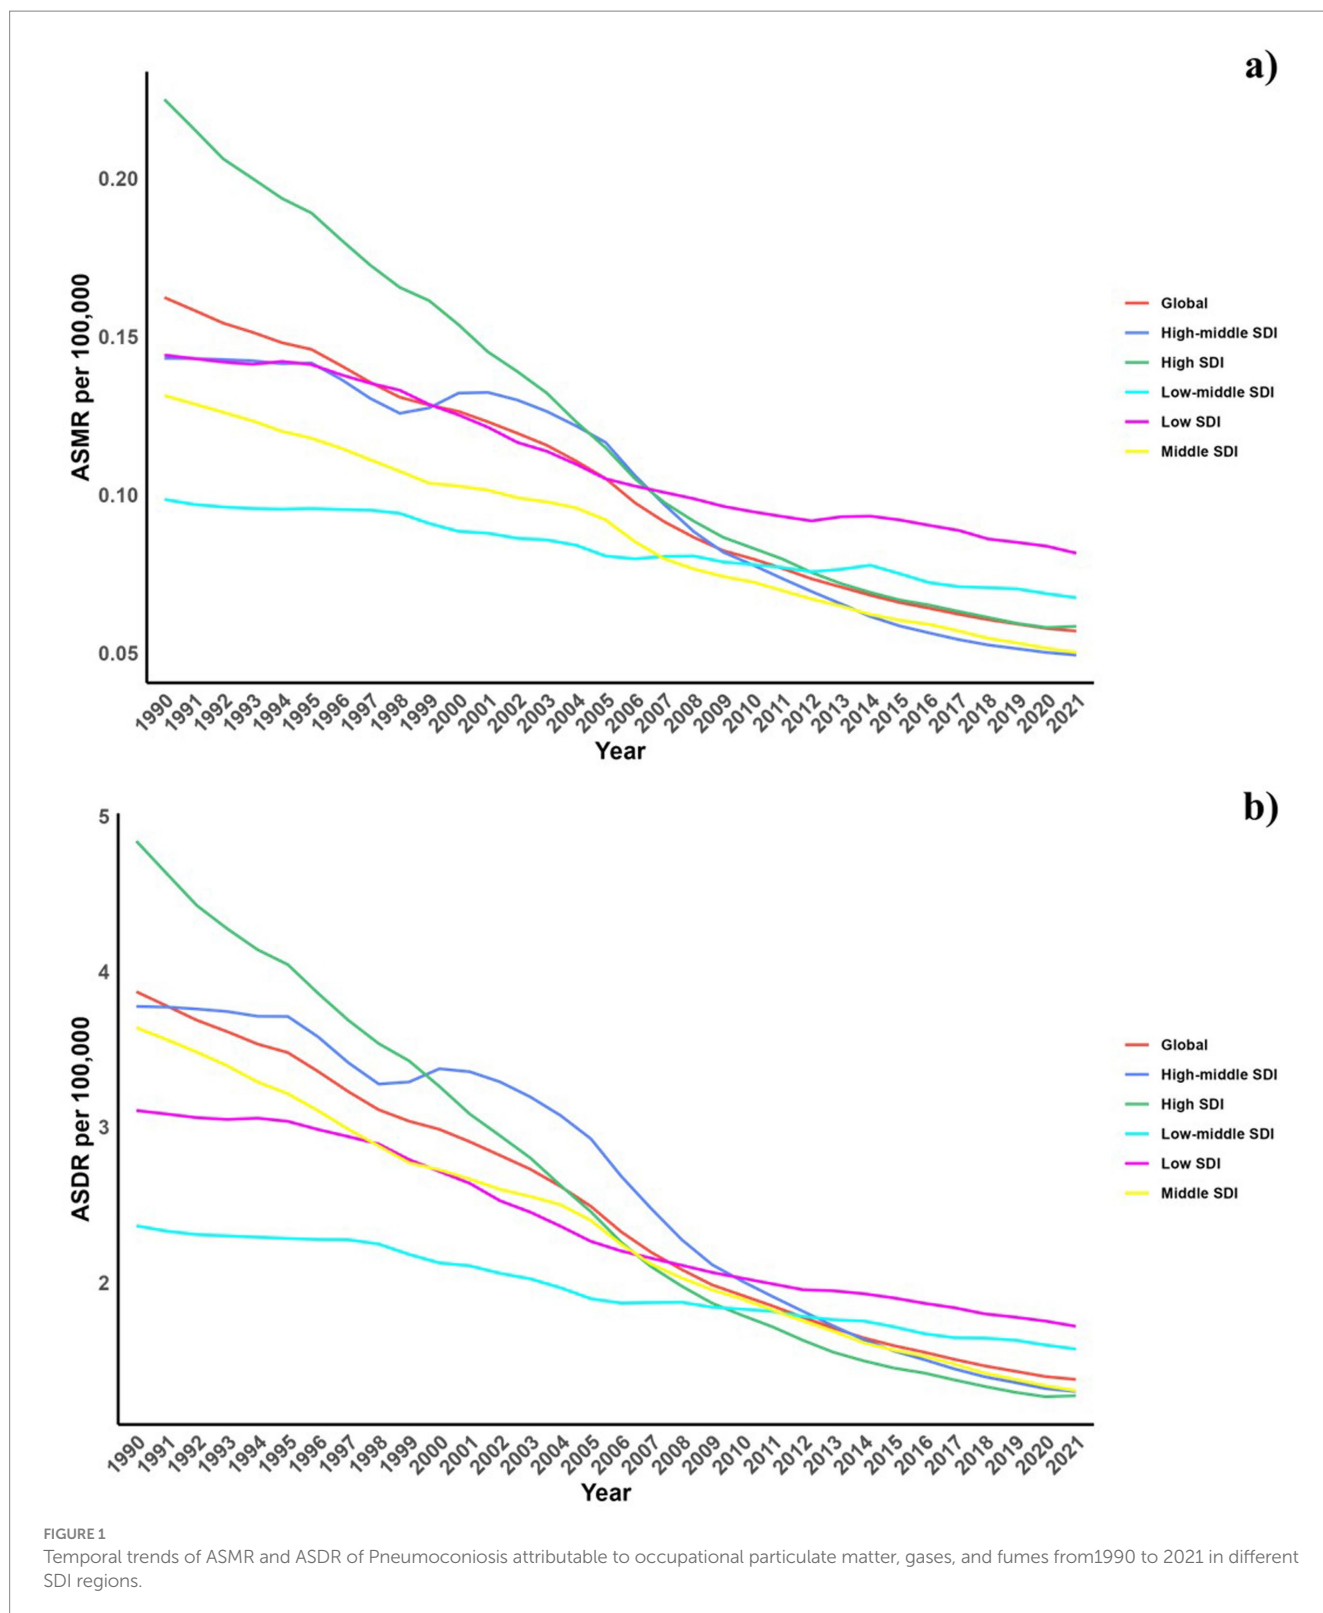 a)
0.20
0.15
0.10
0.05
ASMR per 100,000
Global
High-middle SDI
High SDI
Low-middle SDI
Low SDI
Middle SDI
1990 1991 1992 1993 1994 1995 1996 1997 1998 1999 2000 2001 2002 2003 2004 2005 2006 2007 2008 2009 2010 2011 2012 2013 2014 2015 2016 2017 2018 2019 2020 2021
Year
b)
5
4
3
2
ASDR per 100,000
Global
High-middle SDI
High SDI
Low-middle SDI
Low SDI
Middle SDI
1990 1991 1992 1993 1994 1995 1996 1997 1998 1999 2000 2001 2002 2003 2004 2005 2006 2007 2008 2009 2010 2011 2012 2013 2014 2015 2016 2017 2018 2019 2020 2021
Year
FIGURE 1
Temporal trends of ASMR and ASDR of Pneumoconiosis attributable to occupational particulate matter, gases, and fumes from1990 to 2021 in different
SDI regions.